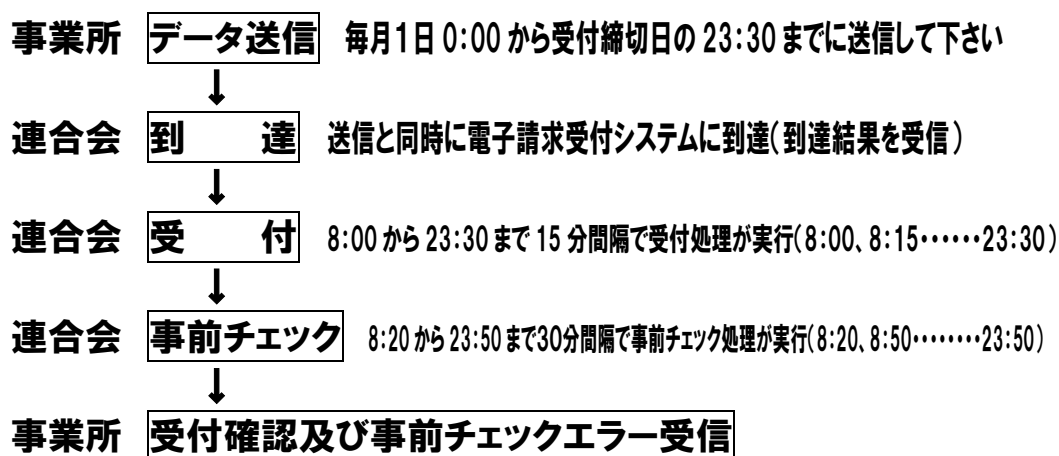 事業所 データ送信 毎月1日 0:00 から受付締切日の 23:30 までに送信して下さい
↓
連合会 到 達 送信と同時に電子請求受付システムに到達(到達結果を受信)
↓
連合会 受 付 8:00 から 23:30 まで 15 分間隔で受付処理が実行(8:00、8:15・・・・・・23:30)
↓
連合会 事前チェック 8:20 から 23:50 まで30分間隔で事前チェック処理が実行(8:20、8:50・・・・・・・・23:50)
↓
事業所 受付確認及び事前チェックエラー受信